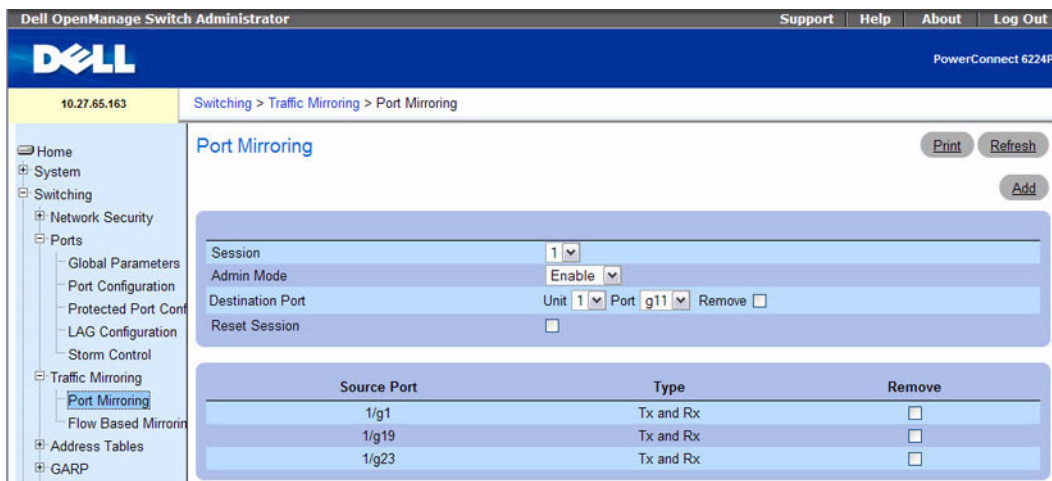 Dell OpenManage Switch Administrator Support Help About Log Out
DELL
PowerConnect 6224P
10.27.65.163
Switching > Traffic Mirroring > Port Mirroring
Home
System
Switching
Network Security
Ports
Global Parameters
Port Configuration
Protected Port Conf
LAG Configuration
Storm Control
Traffic Mirroring
Port Mirroring
Flow Based Mirrorin
Address Tables
GARP
Port Mirroring
Print Refresh
Add
Session 1
Admin Mode Enable
Destination Port Unit 1 Port g11 Remove
Reset Session
Source Port Type Remove
1/g1 Tx and Rx
1/g19 Tx and Rx
1/g23 Tx and Rx